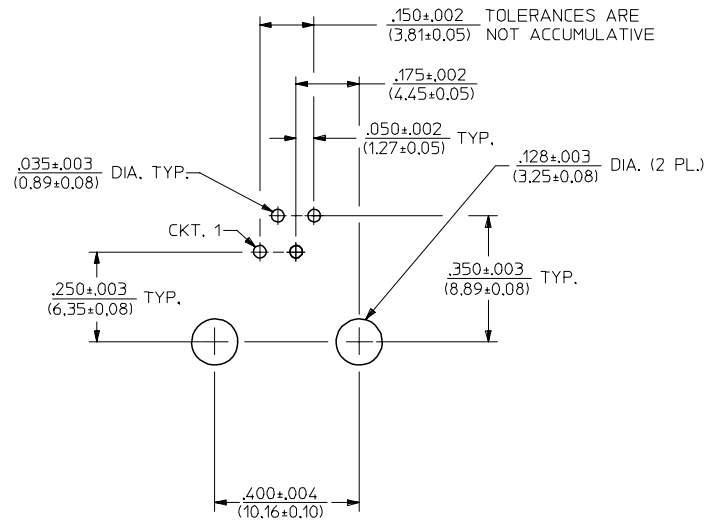 .150±.002 TOLERANCES ARE
(3,81±0.05) NOT ACCUMULATIVE
.175±.002
(4.45±0.05)
.050±.002 TYP.
(1.27±0.05)
.035±.003 DIA. TYP.
(0.89±0.08)
.128±.003 DIA. (2 PL.)
(3.25±0.08)
CKT. 1
.250±.003 TYP.
(6.35±0.08)
.350±.003 TYP.
(8.89±0.08)
.400±.004
(10.16±0.10)